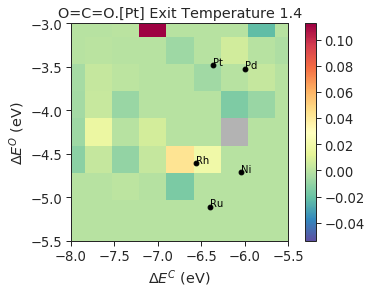 O=C=O.[Pt] Exit Temperature 1.4
−3.0
−3.5
−4.0
−4.5
−5.0
−5.5
ΔE^O (eV)
Pt
Pd
Rh
Ni
Ru
−8.0 −7.5 −7.0 −6.5 −6.0 −5.5
ΔE^C (eV)
0.10
0.08
0.06
0.04
0.02
0.00
−0.02
−0.04